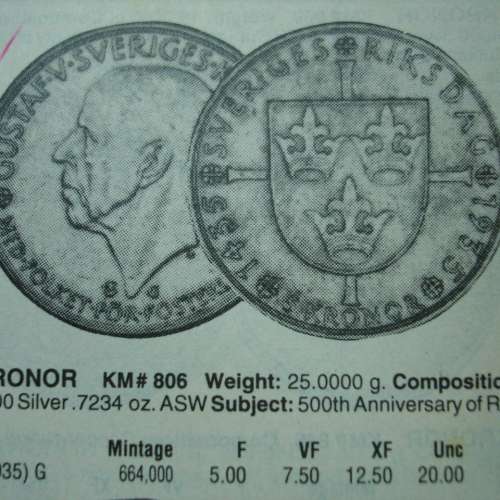 GUSTAF·V·SVERIGES·K
MED·FOLKET·FÖR·FOSTERL
G
SVERIGES RIKSDAG
1435 1935
5 KRONOR
RONOR KM# 806 Weight: 25.0000 g. Compositio
00 Silver .7234 oz. ASW Subject: 500th Anniversary of R
Mintage F VF XF Unc
035) G 664,000 5.00 7.50 12.50 20.00